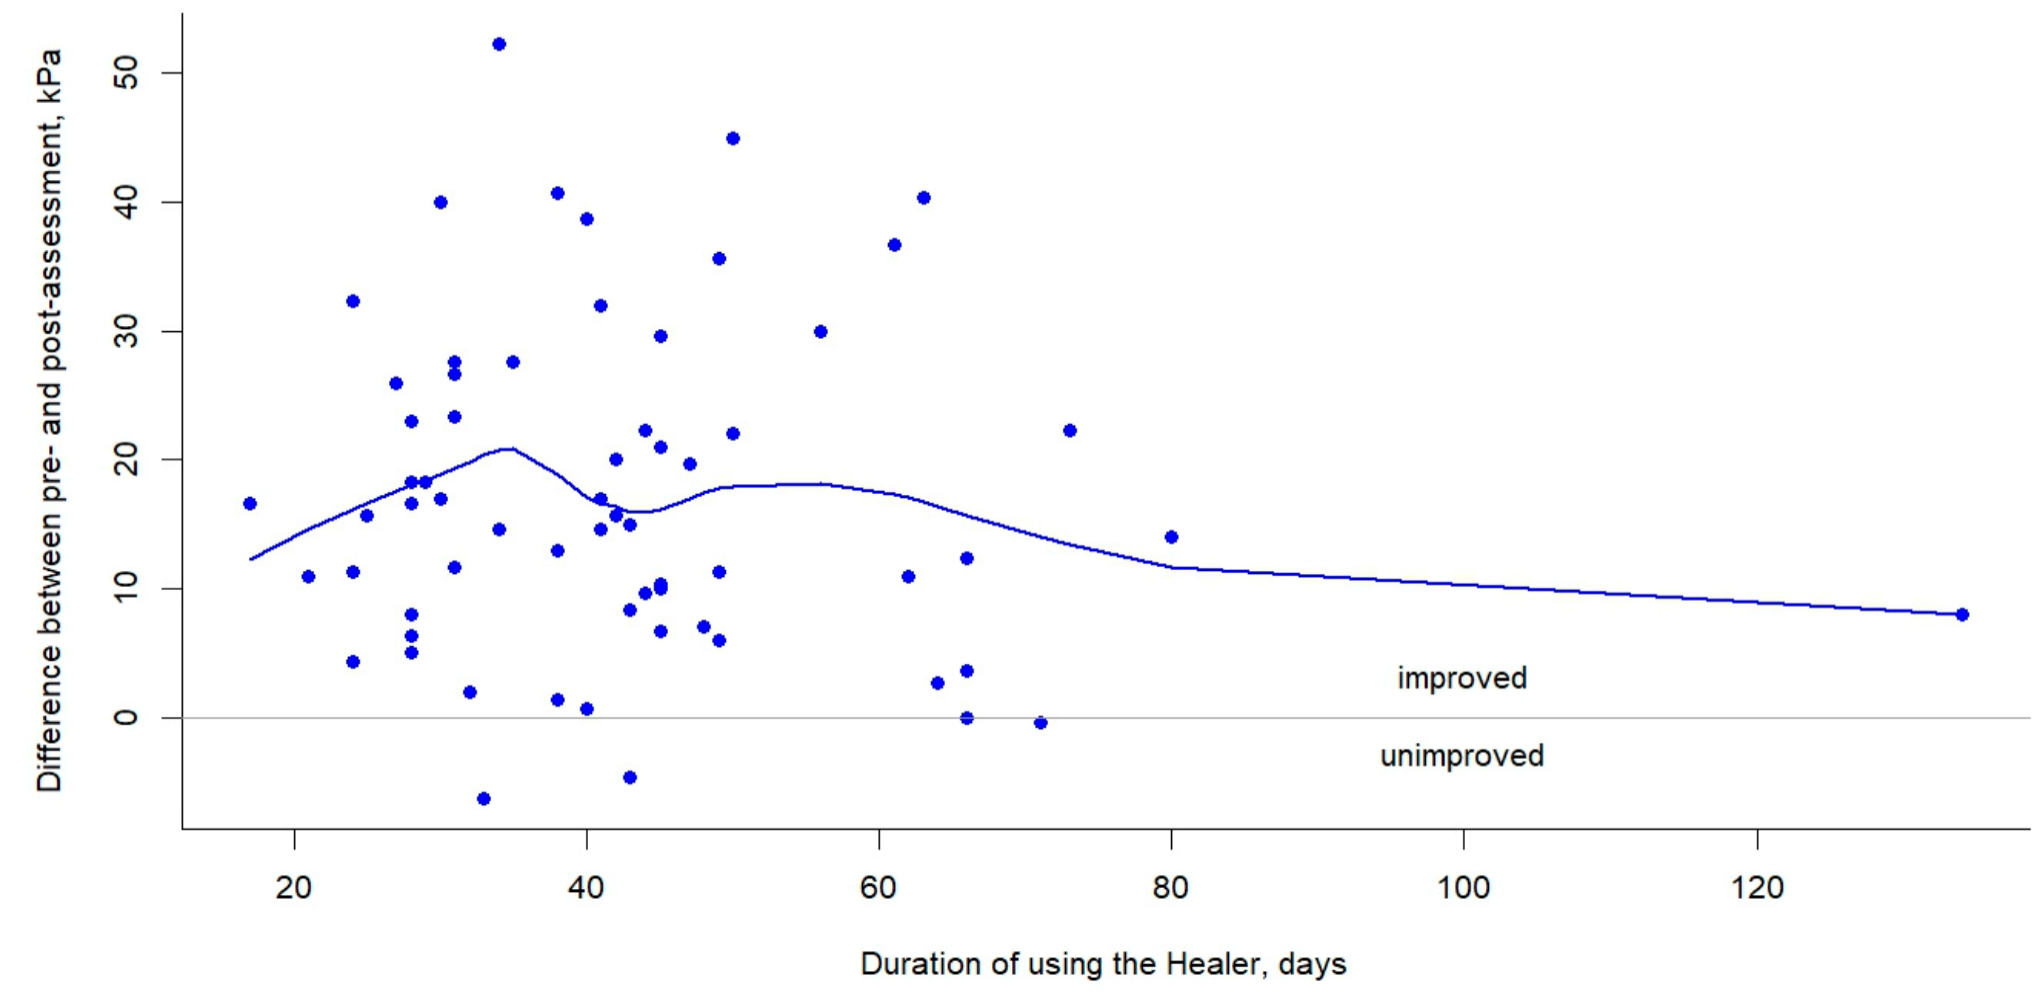 Difference between pre- and post-assessment, kPa
50
40
30
20
10
0
improved
unimproved
20 40 60 80 100 120
Duration of using the Healer, days